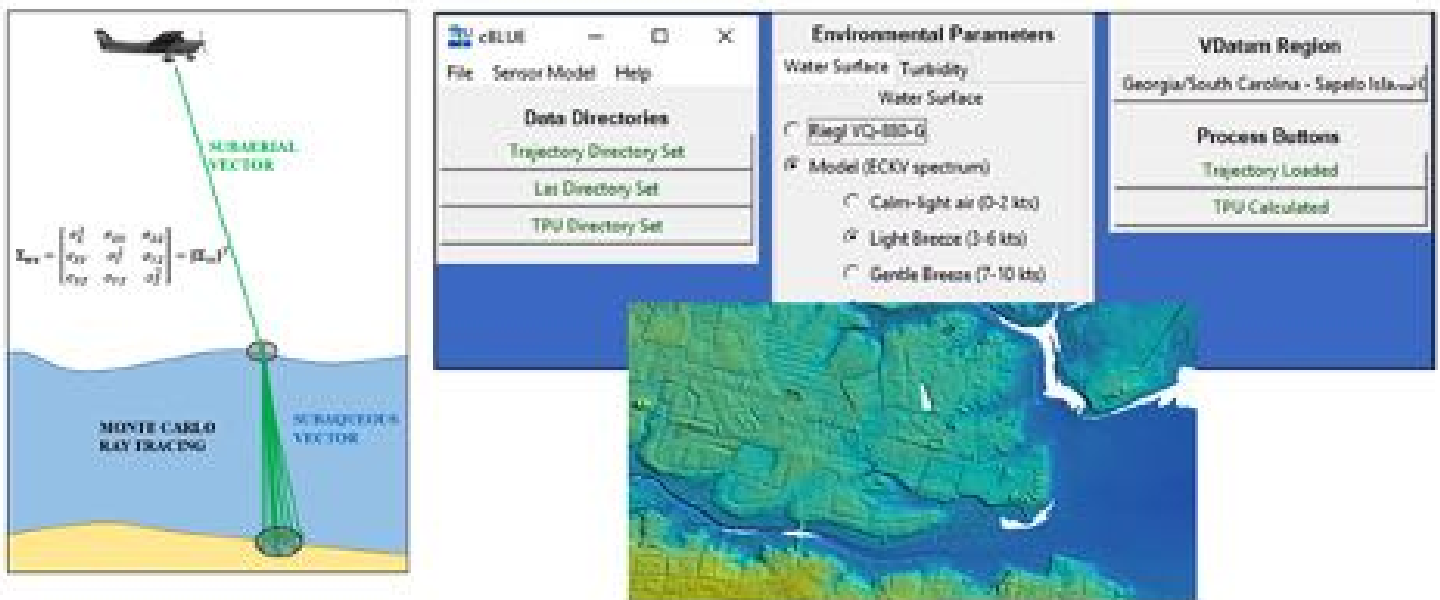 SUBAERIAL
VECTOR
MONTE CARLO
RAY TRACING
SUBAQUEOUS
VECTOR
cBLUE
File Sensor Model Help
Data Directories
Trajectory Directory Set
Las Directory Set
TPU Directory Set
Environmental Parameters
Water Surface Turbidity
Water Surface
Riegl VQ-880-G
Model (ECKV spectrum)
Calm-light air (0-2 kts)
Light Breeze (3-6 kts)
Gentle Breeze (7-10 kts)
VDatum Region
Georgia/South Carolina - Sapelo
Process Buttons
Trajectory Loaded
TPU Calculated